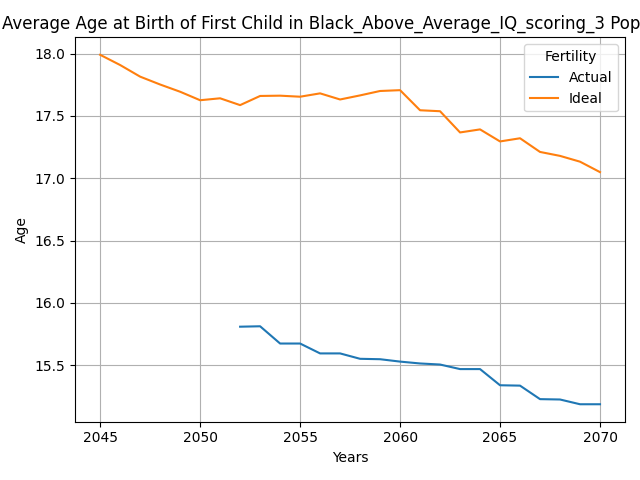 Average Age at Birth of First Child in Black_Above_Average_IQ_scoring_3 Pop
Fertility
Actual
Ideal
18.0
17.5
17.0
16.5
16.0
15.5
Age
2045 2050 2055 2060 2065 2070
Years